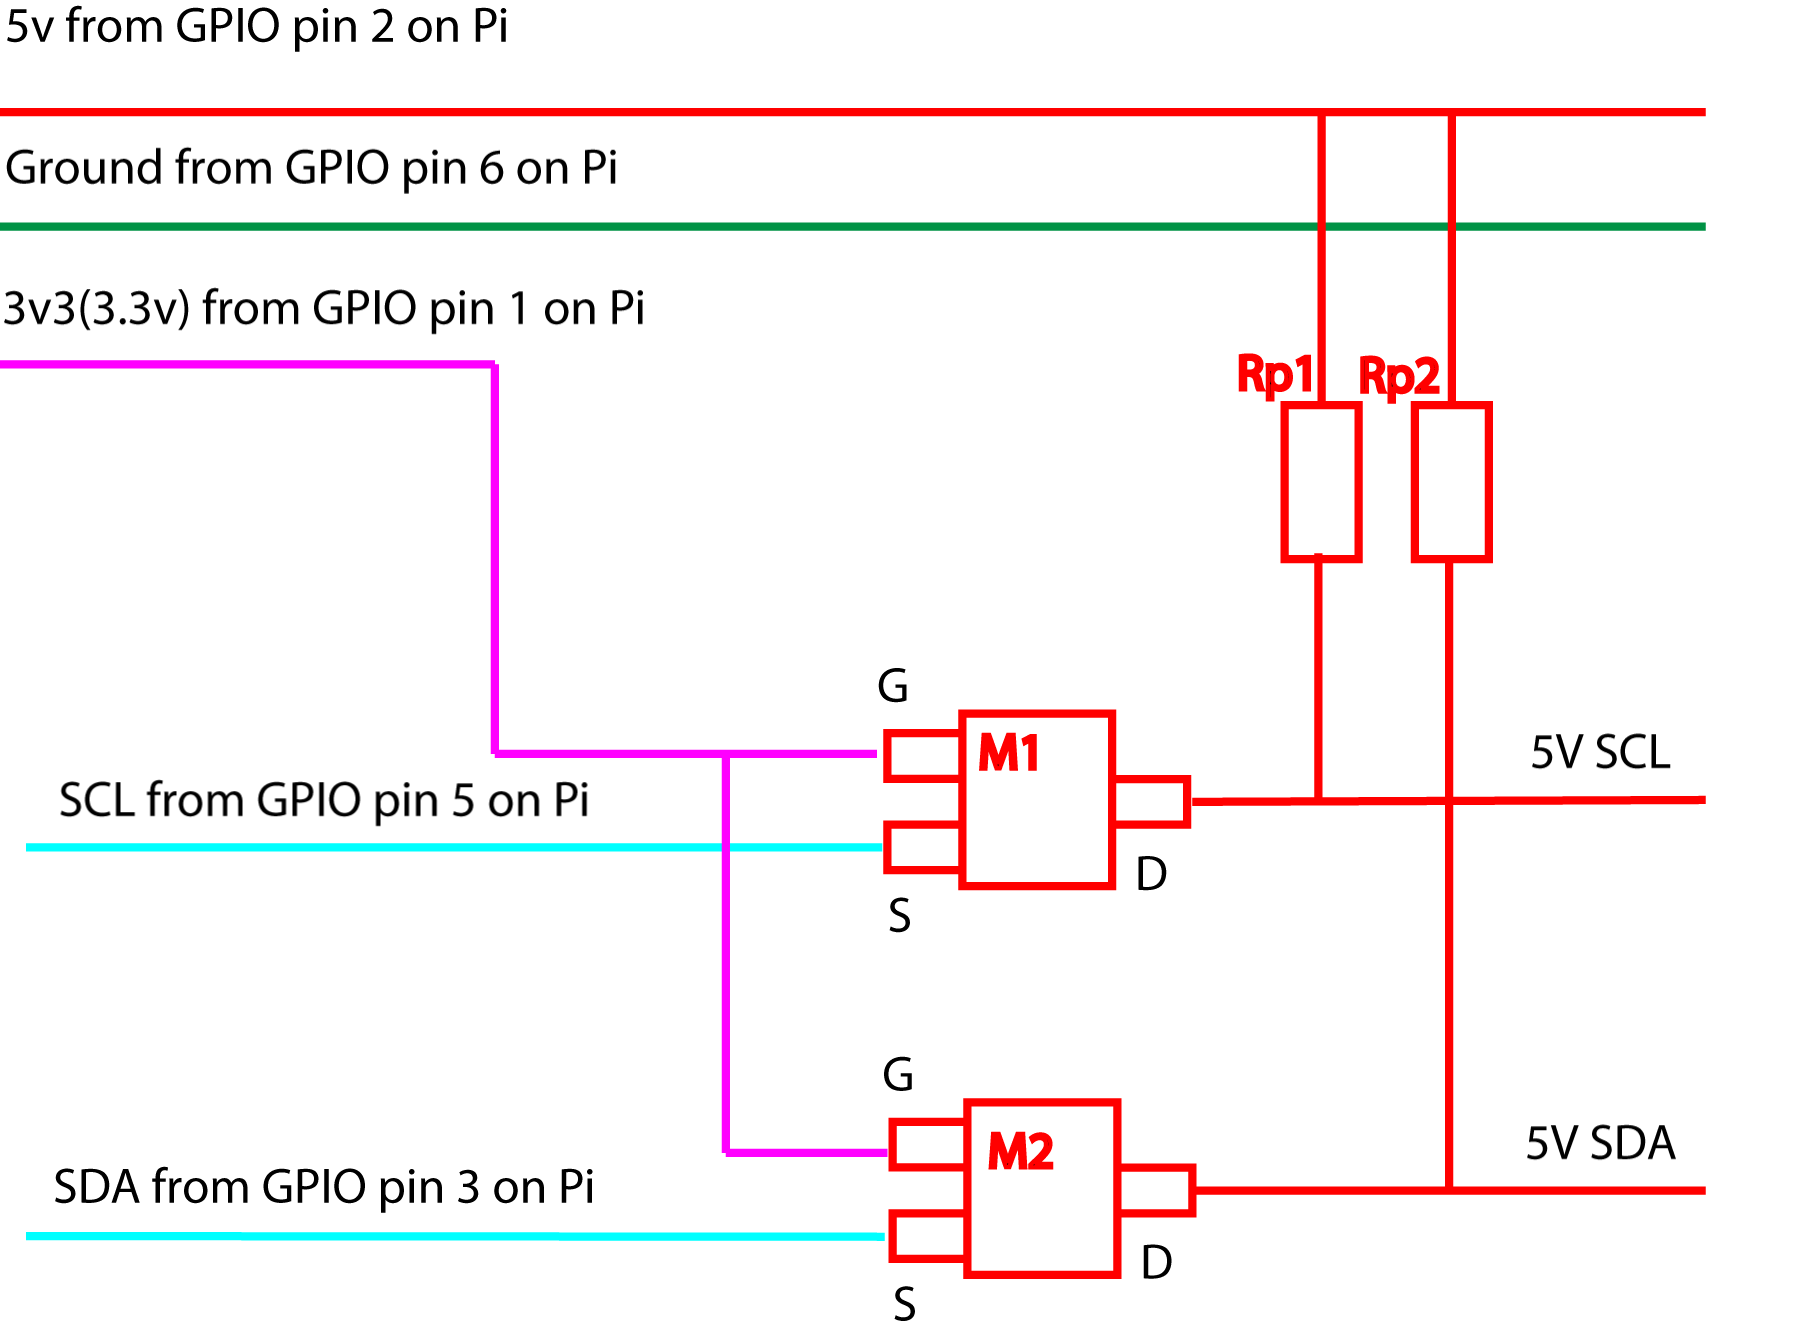 5v from GPIO pin 2 on Pi
Ground from GPIO pin 6 on Pi
3v3(3.3v) from GPIO pin 1 on Pi
Rp1 Rp2
G
M1
5V SCL
SCL from GPIO pin 5 on Pi
D
S
G
M2
5V SDA
SDA from GPIO pin 3 on Pi
D
S